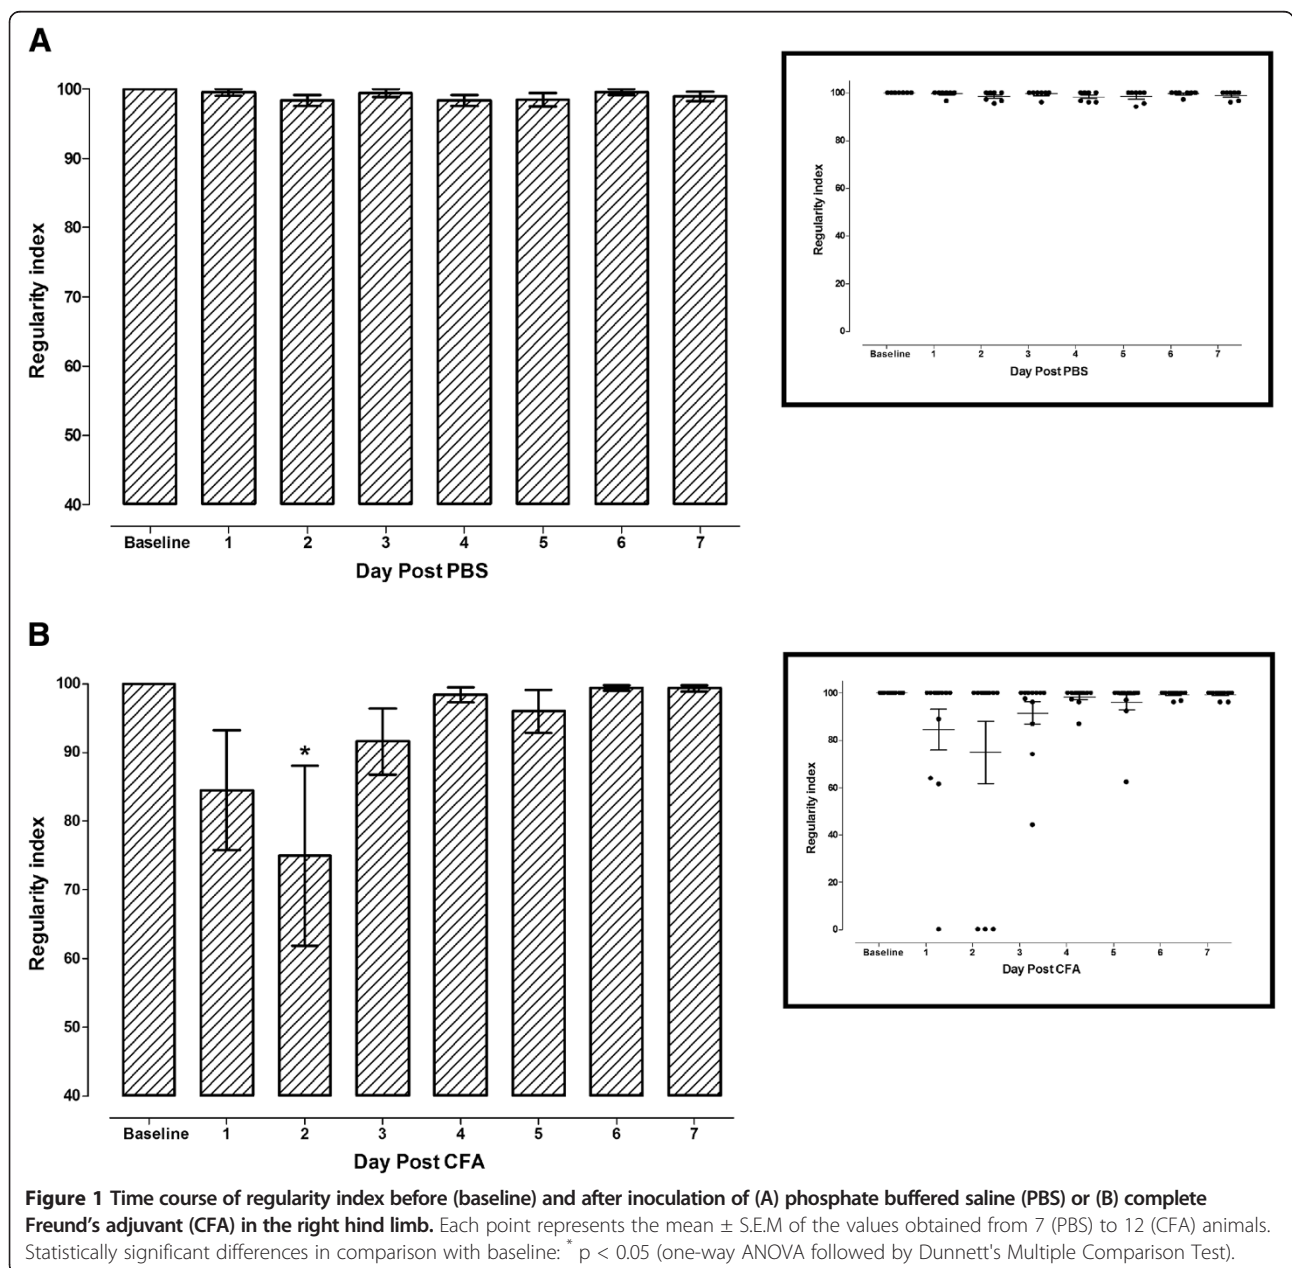 A
Regularity index
100
90
80
70
60
50
40
Baseline 1 2 3 4 5 6 7
Day Post PBS
Regularity index
100
80
60
40
20
0
Baseline 1 2 3 4 5 6 7
Day Post PBS
B
Regularity index
100
90
80
70
60
50
40
*
Baseline 1 2 3 4 5 6 7
Day Post CFA
Regularity index
100
80
60
40
20
0
Baseline 1 2 3 4 5 6 7
Day Post CFA
Figure 1 Time course of regularity index before (baseline) and after inoculation of (A) phosphate buffered saline (PBS) or (B) complete
Freund's adjuvant (CFA) in the right hind limb. Each point represents the mean ± S.E.M of the values obtained from 7 (PBS) to 12 (CFA) animals.
Statistically significant differences in comparison with baseline: * p < 0.05 (one-way ANOVA followed by Dunnett's Multiple Comparison Test).